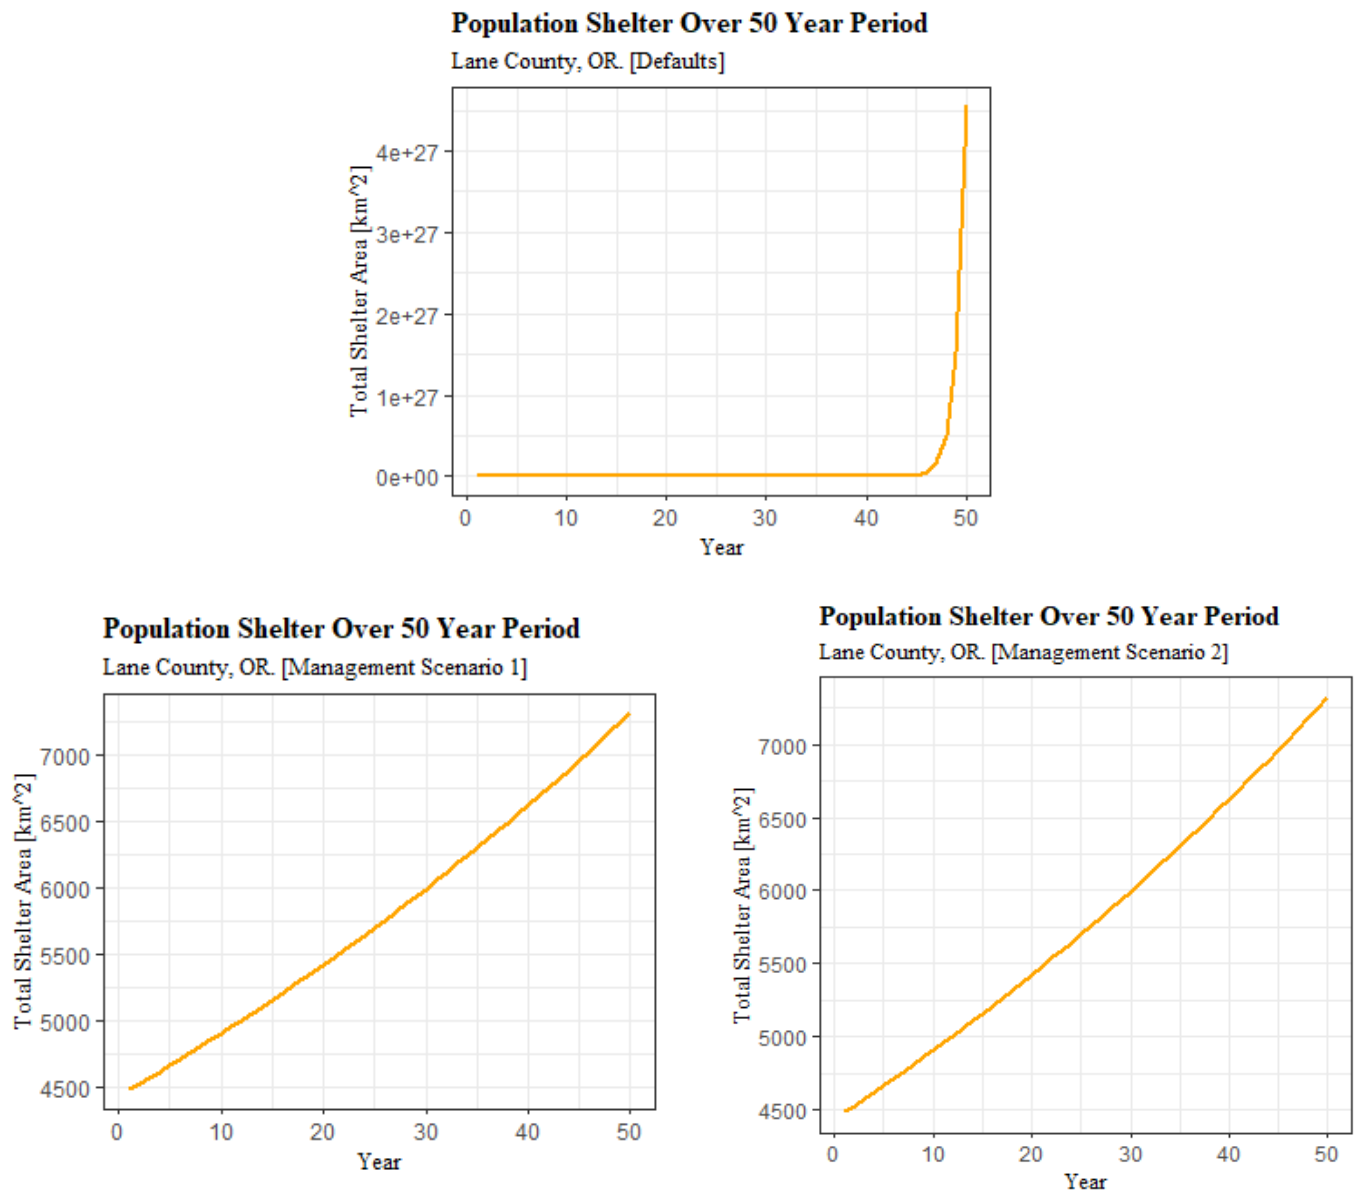 Population Shelter Over 50 Year Period
Lane County, OR. [Defaults]
Total Shelter Area [km^2]
4e+27
3e+27
2e+27
1e+27
0e+00
0 10 20 30 40 50
Year
Population Shelter Over 50 Year Period
Lane County, OR. [Management Scenario 1]
Total Shelter Area [km^2]
7000
6500
6000
5500
5000
4500
0 10 20 30 40 50
Year
Population Shelter Over 50 Year Period
Lane County, OR. [Management Scenario 2]
Total Shelter Area [km^2]
7000
6500
6000
5500
5000
4500
0 10 20 30 40 50
Year